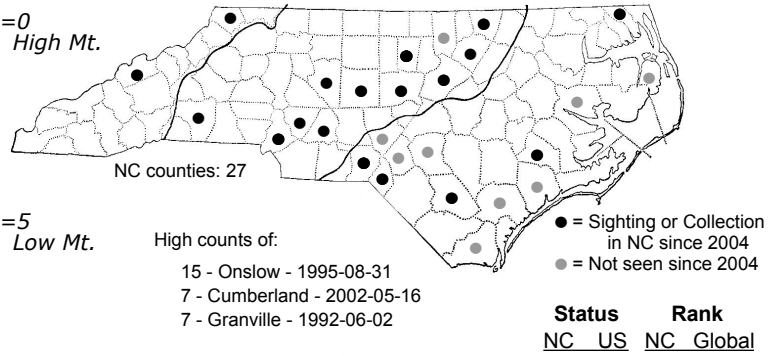 =0
High Mt.
NC counties: 27
=5
Low Mt.
High counts of:
15 - Onslow - 1995-08-31
7 - Cumberland - 2002-05-16
7 - Granville - 1992-06-02
= Sighting or Collection
in NC since 2004
= Not seen since 2004
Status Rank
NC US NC Global